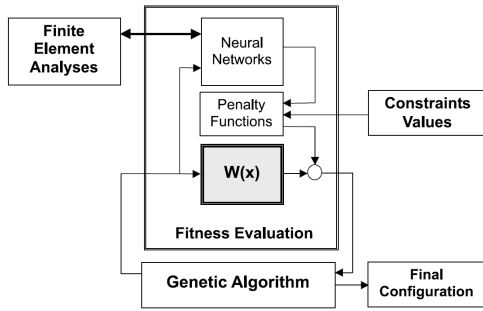 Finite
Element
Analyses
Neural
Networks
Penalty
Functions
Constraints
Values
W(x)
Fitness Evaluation
Genetic Algorithm
Final
Configuration